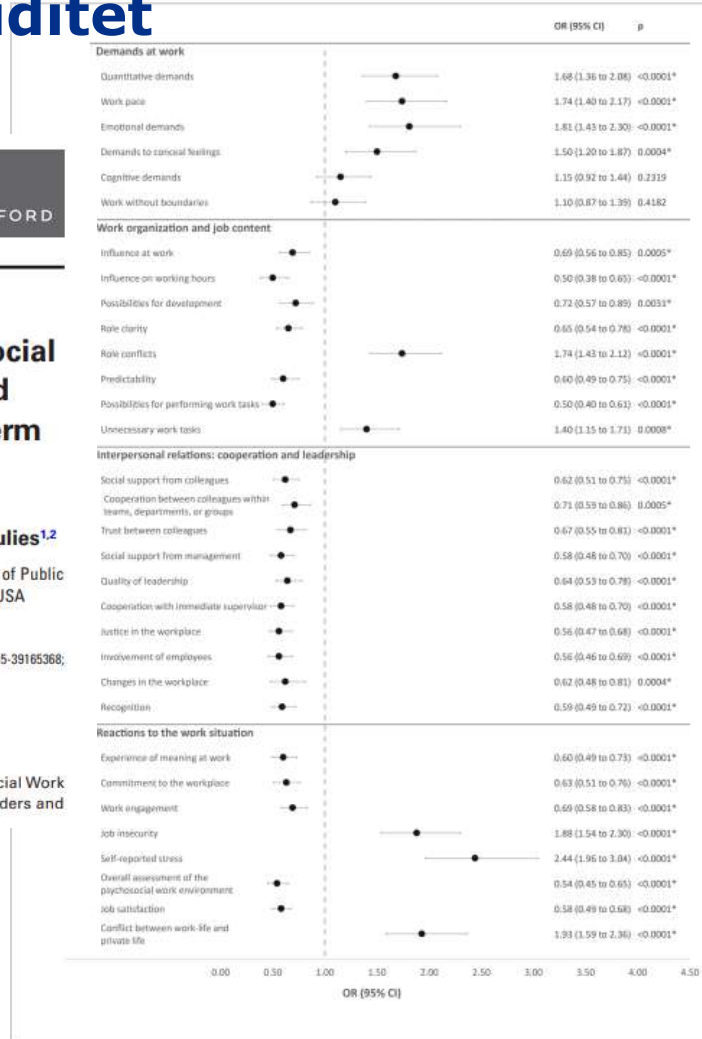 uditet
FORD
ocial
d
erm
ulies1,2
of Public
USA
5-39165368;
cial Work
ders and
OR (95% CI) p
Demands at work
Quantitative demands 1.68 (1.36 to 2.08) <0.0001*
Work pace 1.74 (1.40 to 2.17) <0.0001*
Emotional demands 1.81 (1.43 to 2.30) <0.0001*
Demands to conceal feelings 1.50 (1.20 to 1.87) 0.0004*
Cognitive demands 1.15 (0.92 to 1.44) 0.2319
Work without boundaries 1.10 (0.87 to 1.39) 0.4182
Work organization and job content
Influence at work 0.69 (0.56 to 0.85) 0.0005*
Influence on working hours 0.50 (0.38 to 0.65) <0.0001*
Possibilities for development 0.72 (0.57 to 0.89) 0.0031*
Role clarity 0.65 (0.54 to 0.78) <0.0001*
Role conflicts 1.74 (1.43 to 2.12) <0.0001*
Predictability 0.60 (0.49 to 0.75) <0.0001*
Possibilities for performing work tasks 0.50 (0.40 to 0.61) <0.0001*
Unnecessary work tasks 1.40 (1.15 to 1.71) 0.0008*
Interpersonal relations: cooperation and leadership
Social support from colleagues 0.62 (0.51 to 0.75) <0.0001*
Cooperation between colleagues within
teams, departments, or groups 0.71 (0.59 to 0.86) 0.0005*
Trust between colleagues 0.67 (0.55 to 0.81) <0.0001*
Social support from management 0.58 (0.48 to 0.70) <0.0001*
Quality of leadership 0.64 (0.53 to 0.78) <0.0001*
Cooperation with immediate supervisor 0.58 (0.48 to 0.70) <0.0001*
Justice in the workplace 0.56 (0.47 to 0.68) <0.0001*
Involvement of employees 0.56 (0.46 to 0.69) <0.0001*
Changes in the workplace 0.62 (0.48 to 0.81) 0.0004*
Recognition 0.59 (0.49 to 0.72) <0.0001*
Reactions to the work situation
Experience of meaning at work 0.60 (0.49 to 0.73) <0.0001*
Commitment to the workplace 0.63 (0.51 to 0.76) <0.0001*
Work engagement 0.69 (0.58 to 0.83) <0.0001*
Job insecurity 1.88 (1.54 to 2.30) <0.0001*
Self-reported stress 2.44 (1.96 to 3.04) <0.0001*
Overall assessment of the
psychosocial work environment 0.54 (0.45 to 0.65) <0.0001*
Job satisfaction 0.58 (0.49 to 0.68) <0.0001*
Conflict between work-life and
private life 1.93 (1.59 to 2.36) <0.0001*
0.00 0.50 1.00 1.50 2.00 2.50 3.00 3.50 4.00 4.50
OR (95% CI)